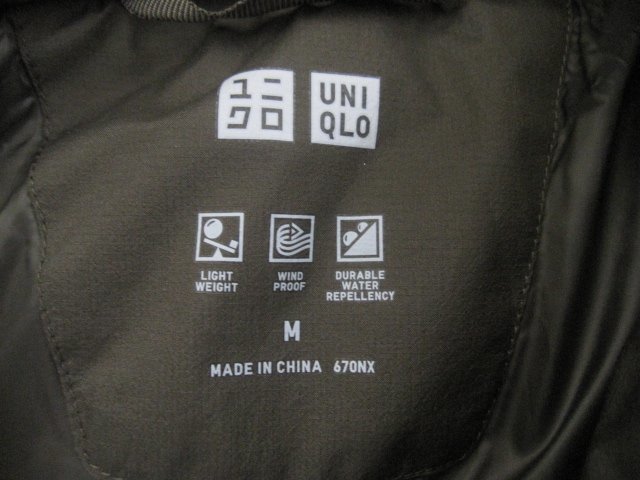 ユニ
クロ
UNI
QLO
LIGHT
WEIGHT
WIND
PROOF
DURABLE
WATER
REPELLENCY
M
MADE IN CHINA 670NX